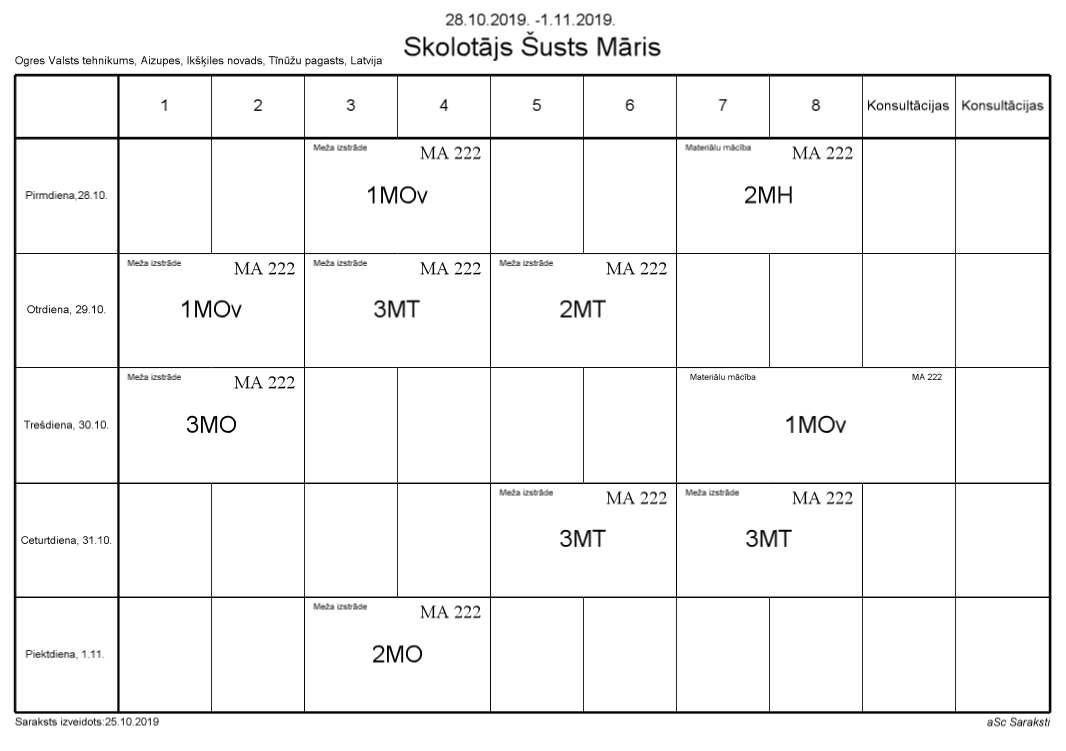 28.10.2019. -1.11.2019.
Skolotājs Šusts Māris
Ogres Valsts tehnikums, Aizupes, Ikšķiles novads, Tīnūžu pagasts, Latvija
1 2 3 4 5 6 7 8 Konsultācijas Konsultācijas
Meža izstrāde MA 222 Materiālu mācība MA 222
Pirmdiena,28.10. 1MOv 2MH
Meža izstrāde MA 222 Meža izstrāde MA 222 Meža izstrāde MA 222
Otrdiena, 29.10. 1MOv 3MT 2MT
Meža izstrāde MA 222 Materiālu mācība MA 222
Trešdiena, 30.10. 3MO 1MOv
Meža izstrāde MA 222 Meža izstrāde MA 222
Ceturtdiena, 31.10. 3MT 3MT
Meža izstrāde MA 222
Piektdiena, 1.11. 2MO
Saraksts izveidots:25.10.2019 aSc Saraksti